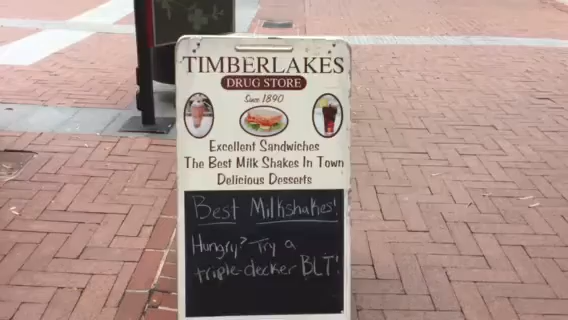 TIMBERLAKES
DRUG STORE
Since 1890
Excellent Sandwiches
The Best Milk Shakes In Town
Delicious Desserts
Best Milkshakes!
Hungry? Try a
triple-decker BLT!